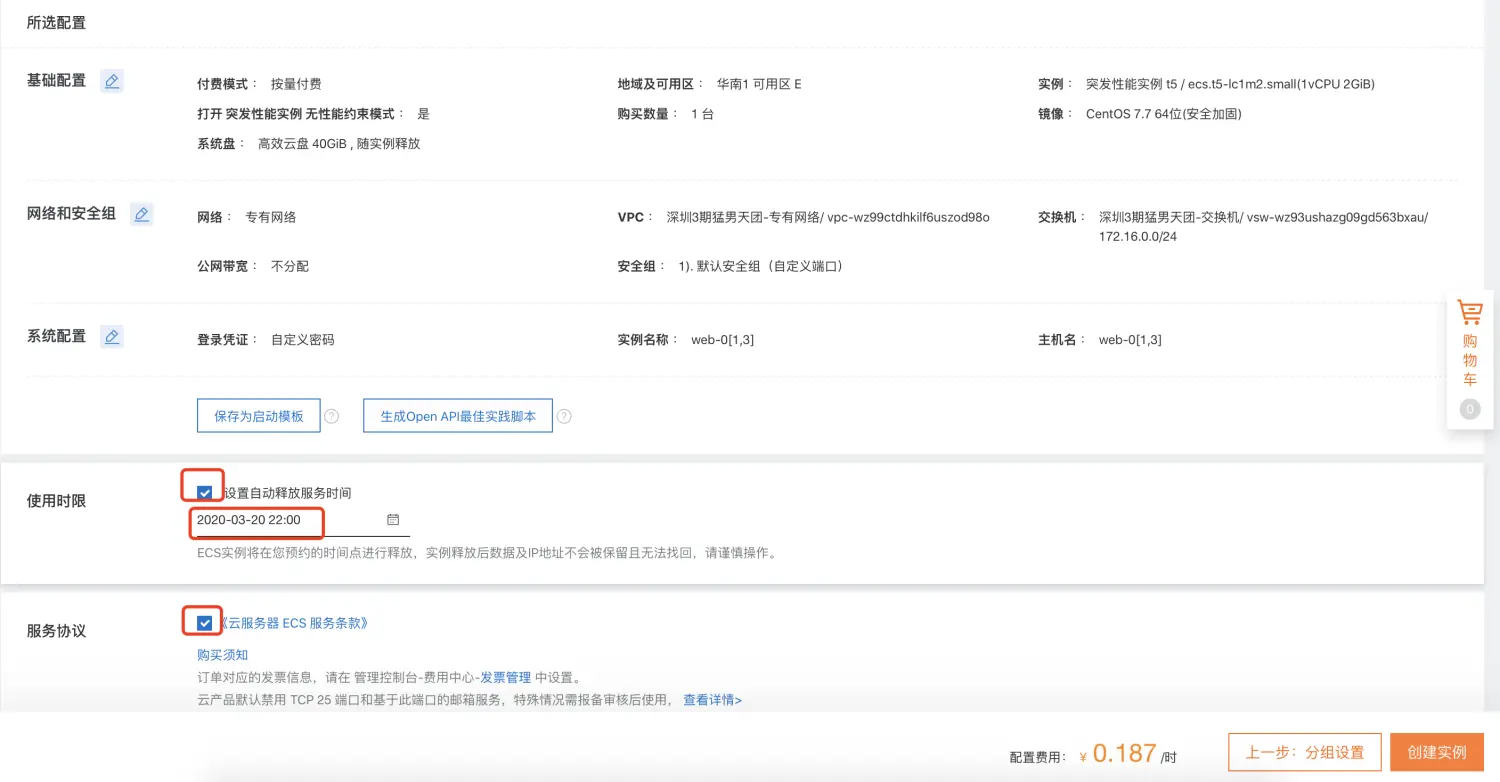 所选配置
基础配置
付费模式： 按量付费
地域及可用区： 华南1 可用区 E
实例： 突发性能实例 t5 / ecs.t5-lc1m2.small(1vCPU 2GiB)
打开 突发性能实例 无性能约束模式： 是
购买数量： 1 台
镜像： CentOS 7.7 64位(安全加固)
系统盘： 高效云盘 40GiB , 随实例释放
网络和安全组
网络： 专有网络
VPC： 深圳3期猛男天团-专有网络/ vpc-wz99ctdhkilf6uszod98o
交换机： 深圳3期猛男天团-交换机/ vsw-wz93ushazg09gd563bxau/
172.16.0.0/24
公网带宽： 不分配
安全组： 1). 默认安全组（自定义端口）
系统配置
登录凭证： 自定义密码
实例名称： web-0[1,3]
主机名： web-0[1,3]
保存为启动模板 ?
生成Open API最佳实践脚本 ?
购
物
车
0
使用时限
设置自动释放服务时间
2020-03-20 22:00
ECS实例将在您预约的时间点进行释放，实例释放后数据及IP地址不会被保留且无法找回，请谨慎操作。
服务协议
《云服务器 ECS 服务条款》
购买须知
订单对应的发票信息，请在 管理控制台-费用中心-发票管理 中设置。
云产品默认禁用 TCP 25 端口和基于此端口的邮箱服务，特殊情况需报备审核后使用， 查看详情>
配置费用： ¥ 0.187 /时
上一步：分组设置
创建实例